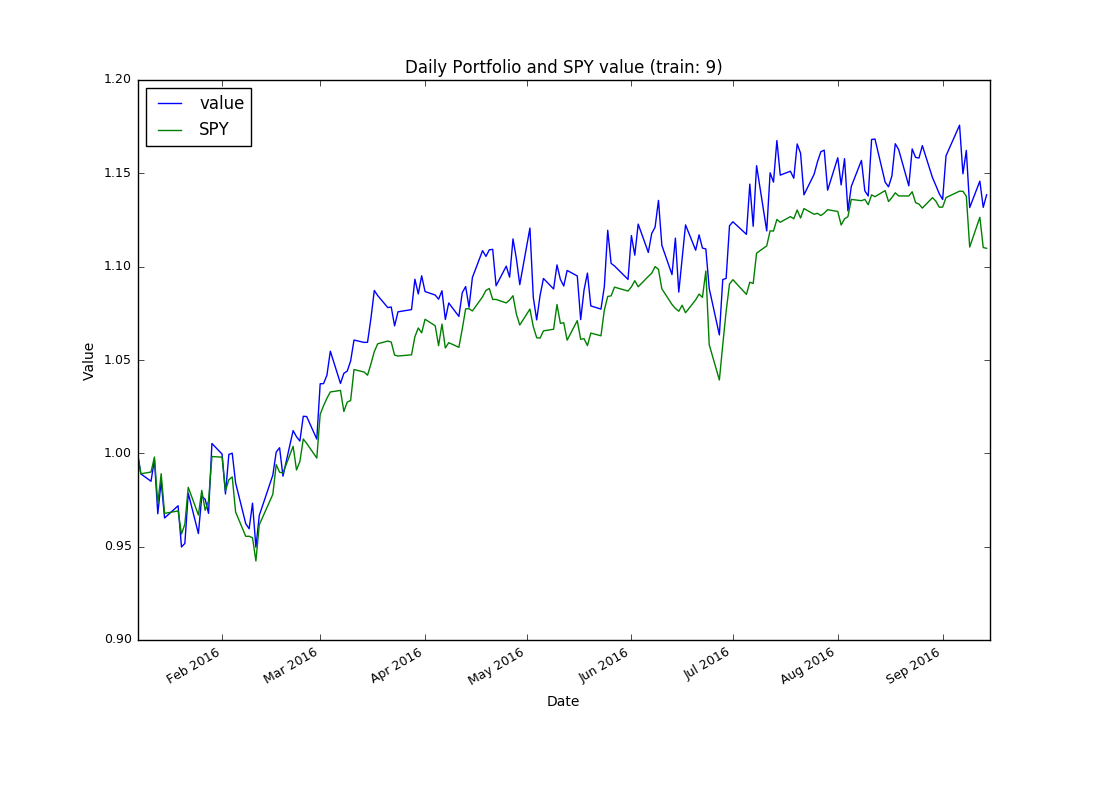 Daily Portfolio and SPY value (train: 9)
value
SPY
1.20
1.15
1.10
1.05
1.00
0.95
0.90
Value
Feb 2016
Mar 2016
Apr 2016
May 2016
Jun 2016
Jul 2016
Aug 2016
Sep 2016
Date